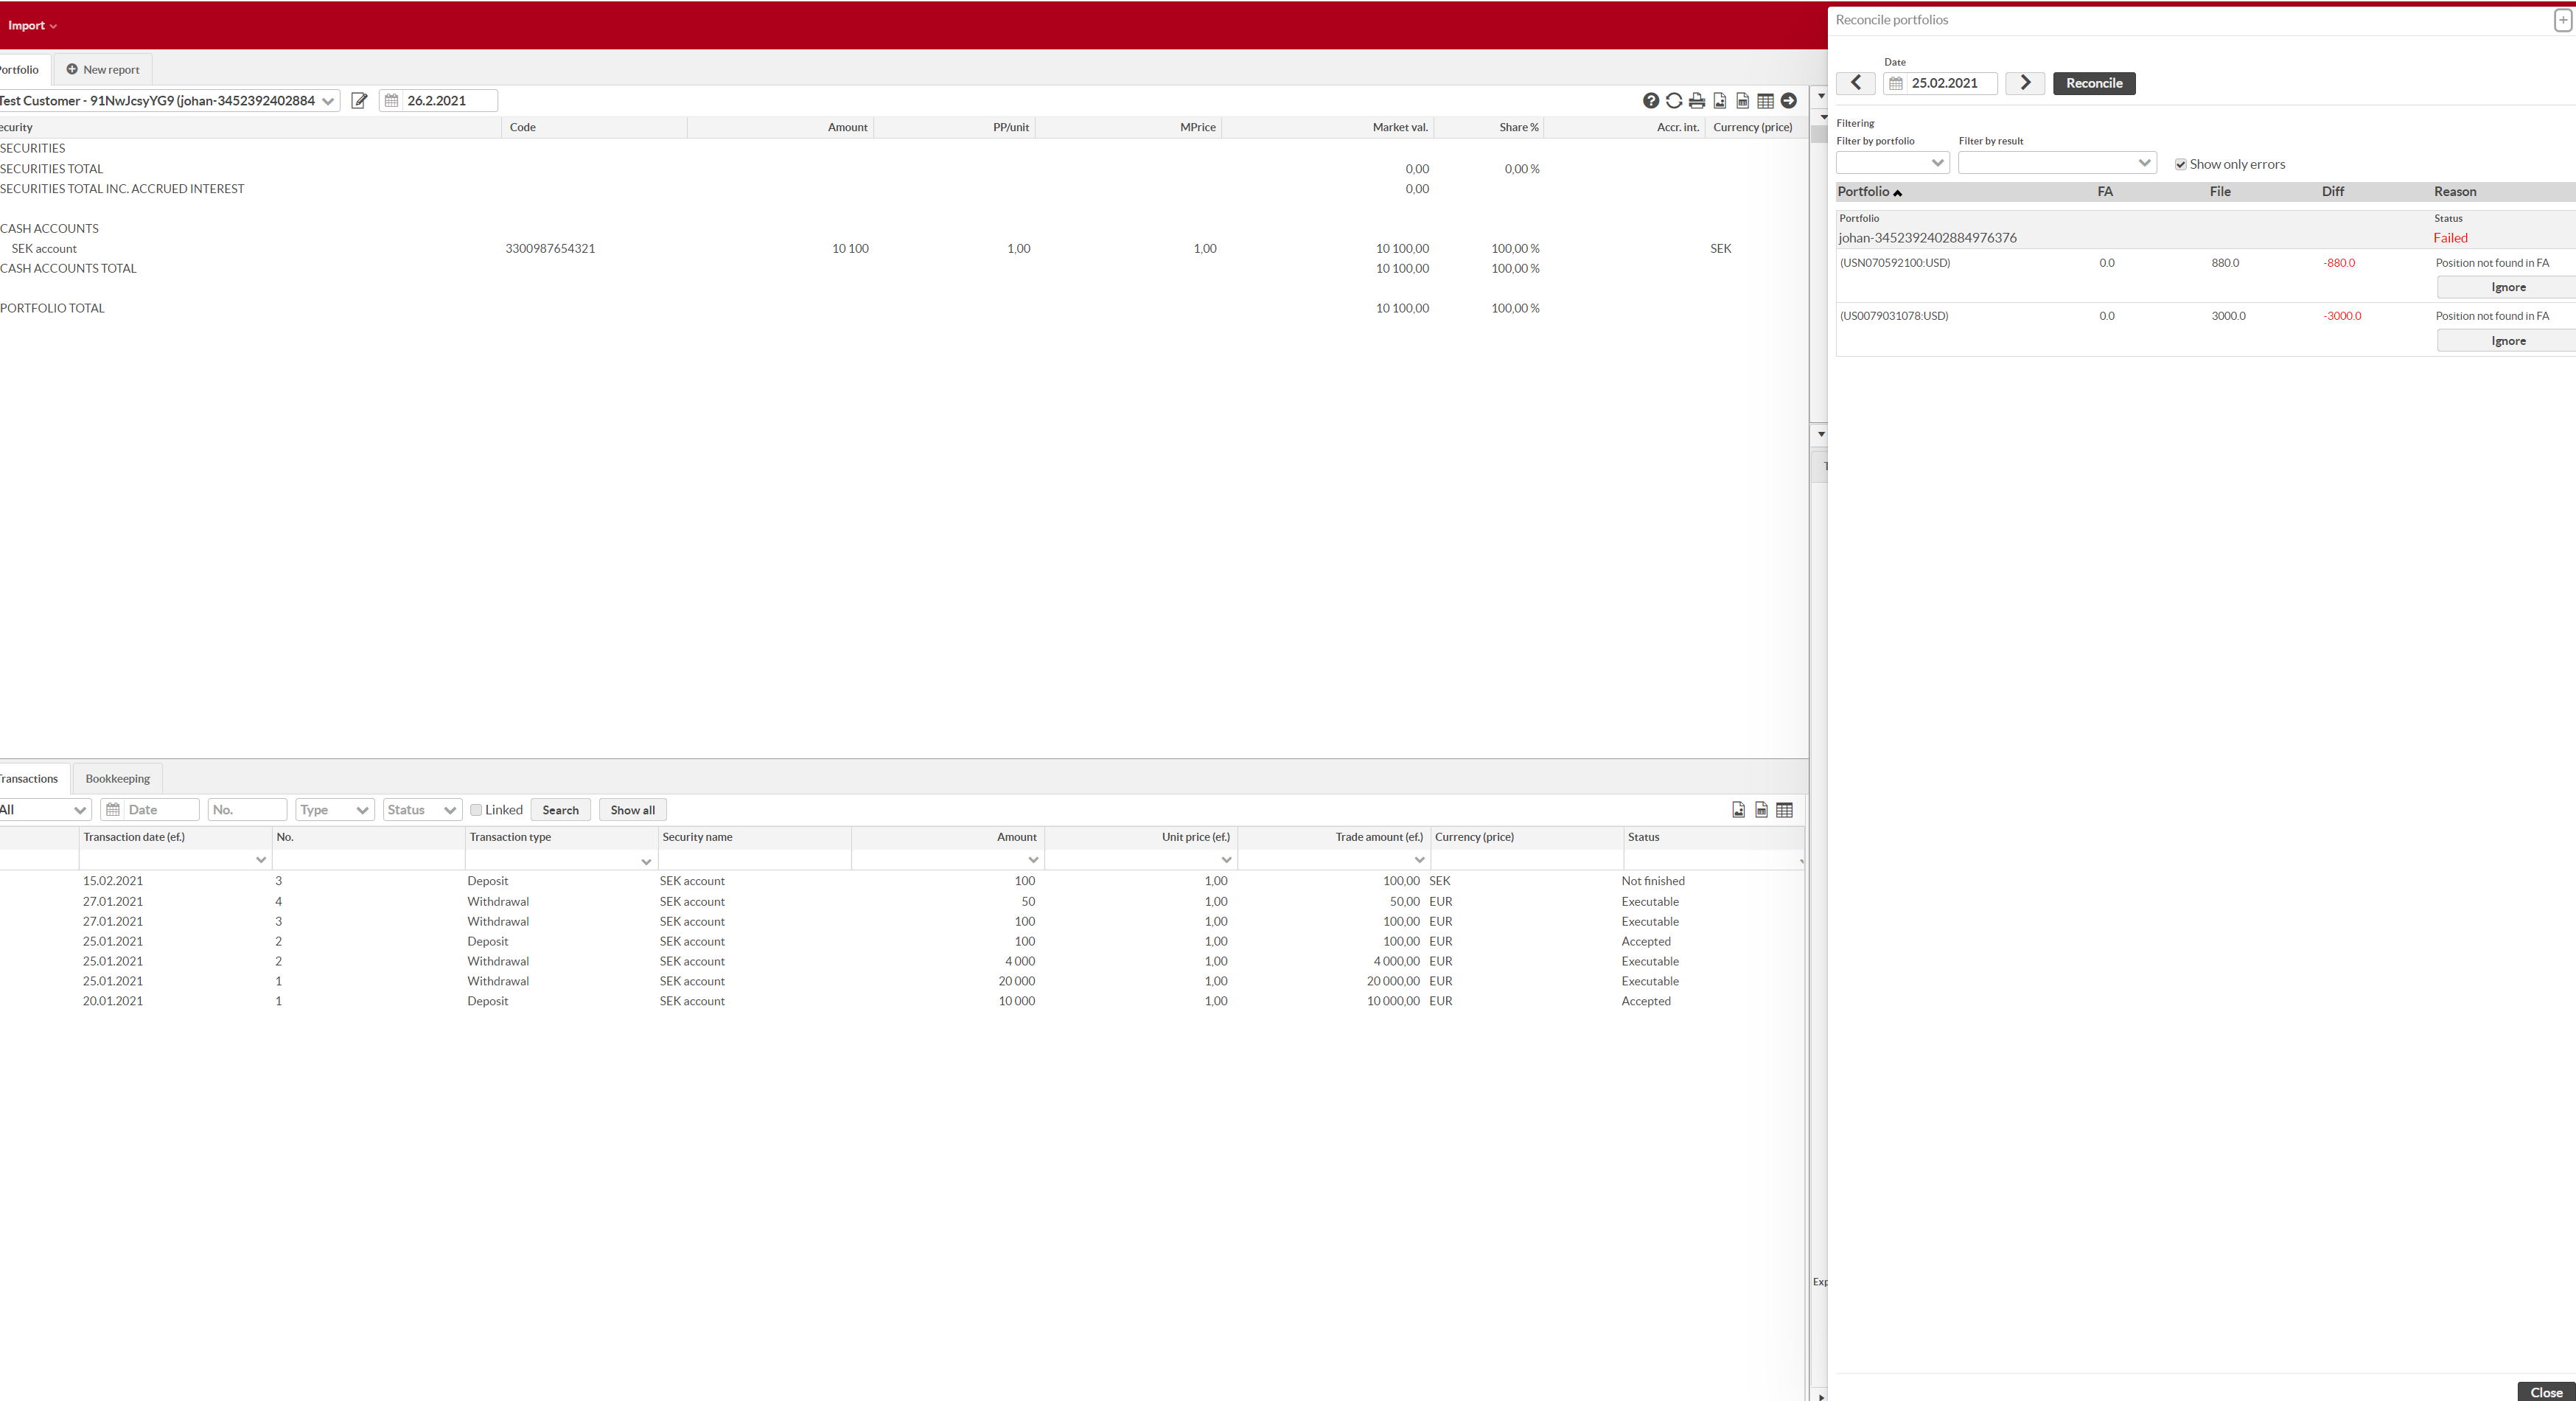 Import
Portfolio
New report
Test Customer - 91NwJcsyYG9 (johan-3452392402884
26.2.2021
ecurity Code Amount PP/unit MPrice Market val. Share % Accr. int. Currency (price)
SECURITIES
SECURITIES TOTAL 0,00 0,00 %
SECURITIES TOTAL INC. ACCRUED INTEREST 0,00
CASH ACCOUNTS
SEK account 3300987654321 10 100 1,00 1,00 10 100,00 100,00 % SEK
CASH ACCOUNTS TOTAL 10 100,00 100,00 %
PORTFOLIO TOTAL 10 100,00 100,00 %
Transactions Bookkeeping
All Date No. Type Status Linked Search Show all
Transaction date (ef.) No. Transaction type Security name Amount Unit price (ef.) Trade amount (ef.) Currency (price) Status
15.02.2021 3 Deposit SEK account 100 1,00 100,00 SEK Not finished
27.01.2021 4 Withdrawal SEK account 50 1,00 50,00 EUR Executable
27.01.2021 3 Withdrawal SEK account 100 1,00 100,00 EUR Executable
25.01.2021 2 Deposit SEK account 100 1,00 100,00 EUR Accepted
25.01.2021 2 Withdrawal SEK account 4 000 1,00 4 000,00 EUR Executable
25.01.2021 1 Withdrawal SEK account 20 000 1,00 20 000,00 EUR Executable
20.01.2021 1 Deposit SEK account 10 000 1,00 10 000,00 EUR Accepted
Exp
Reconcile portfolios
Date
25.02.2021 Reconcile
Filtering
Filter by portfolio Filter by result
Show only errors
Portfolio FA File Diff Reason
Portfolio Status
johan-3452392402884976376 Failed
(USN070592100:USD) 0.0 880.0 -880.0 Position not found in FA
Ignore
(US0079031078:USD) 0.0 3000.0 -3000.0 Position not found in FA
Ignore
Close